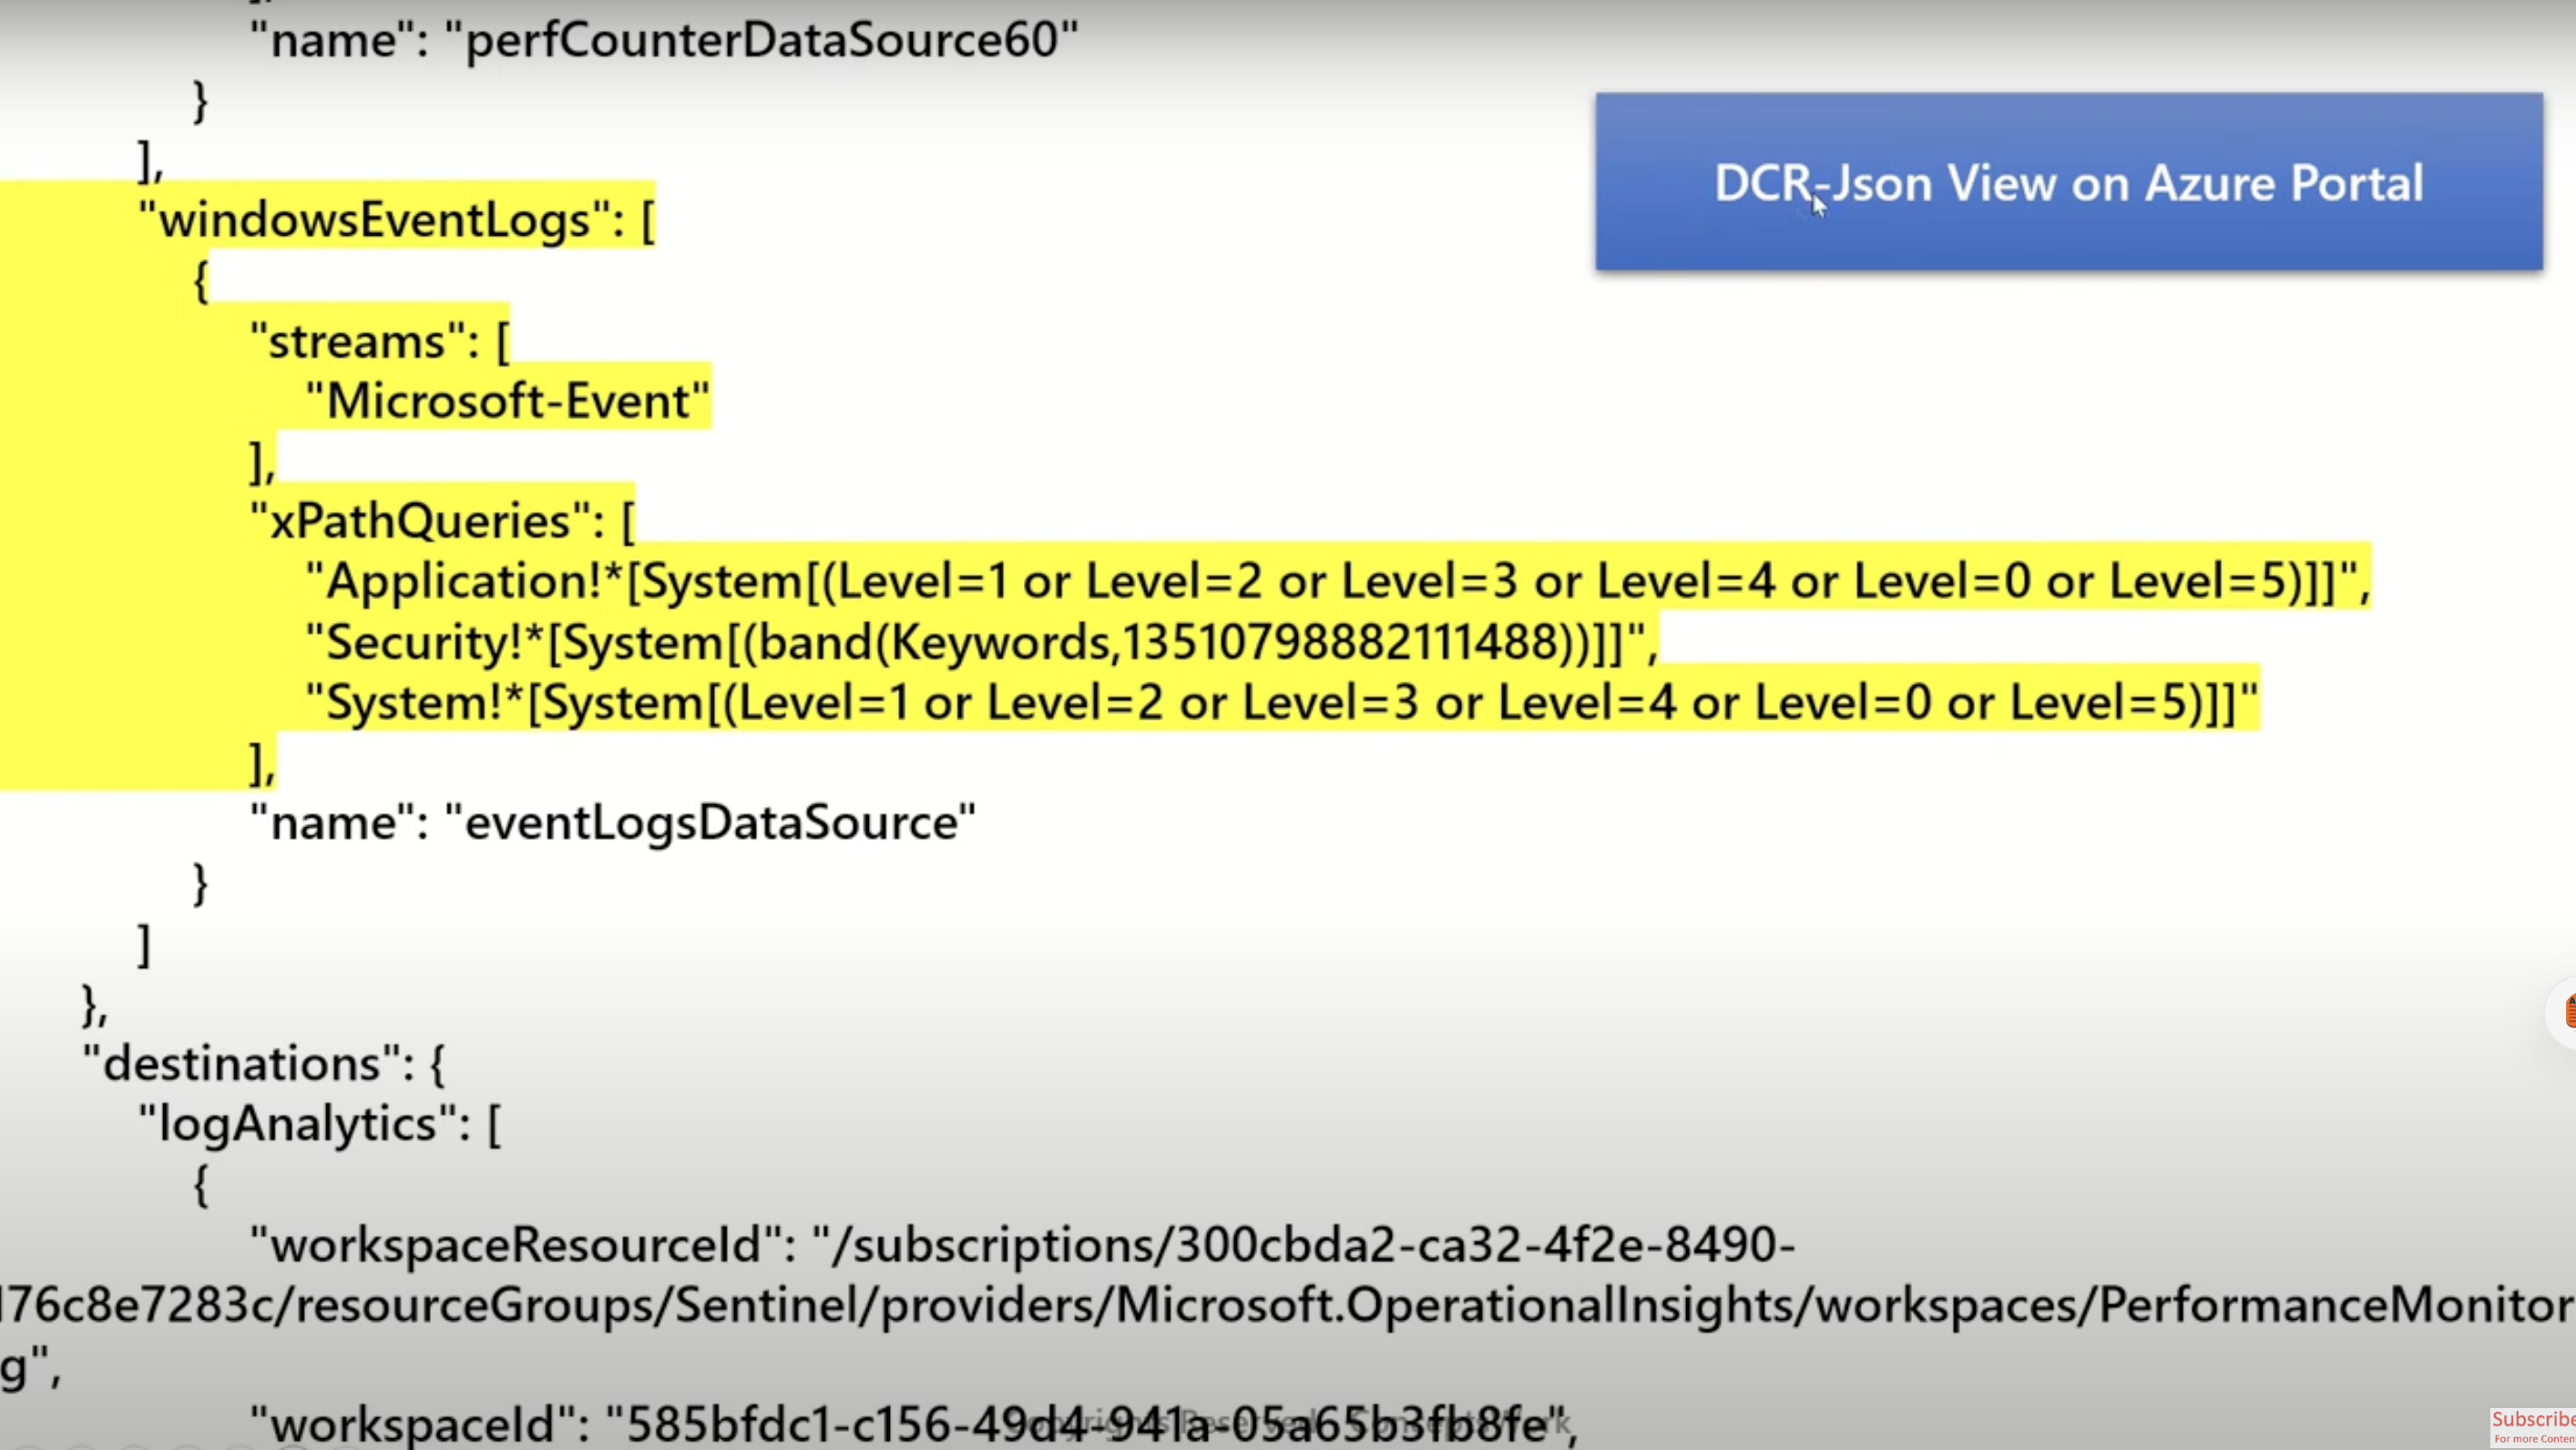 "name": "perfCounterDataSource60"
}
],
DCR-Json View on Azure Portal
"windowsEventLogs": [
{
"streams": [
"Microsoft-Event"
],
"xPathQueries": [
"Application!*[System[(Level=1 or Level=2 or Level=3 or Level=4 or Level=0 or Level=5)]]",
"Security!*[System[(band(Keywords,13510798882111488))]]",
"System!*[System[(Level=1 or Level=2 or Level=3 or Level=4 or Level=0 or Level=5)]]"
],
"name": "eventLogsDataSource"
}
]
},
"destinations": {
"logAnalytics": [
{
"workspaceResourceId": "/subscriptions/300cbda2-ca32-4f2e-8490-
176c8e7283c/resourceGroups/Sentinel/providers/Microsoft.OperationalInsights/workspaces/PerformanceMonitor
g",
"workspaceId": "585bfdc1-c156-49d4-941a-05a65b3fb8fe",
Copyrights Reserved
Subscribe
For more Conten